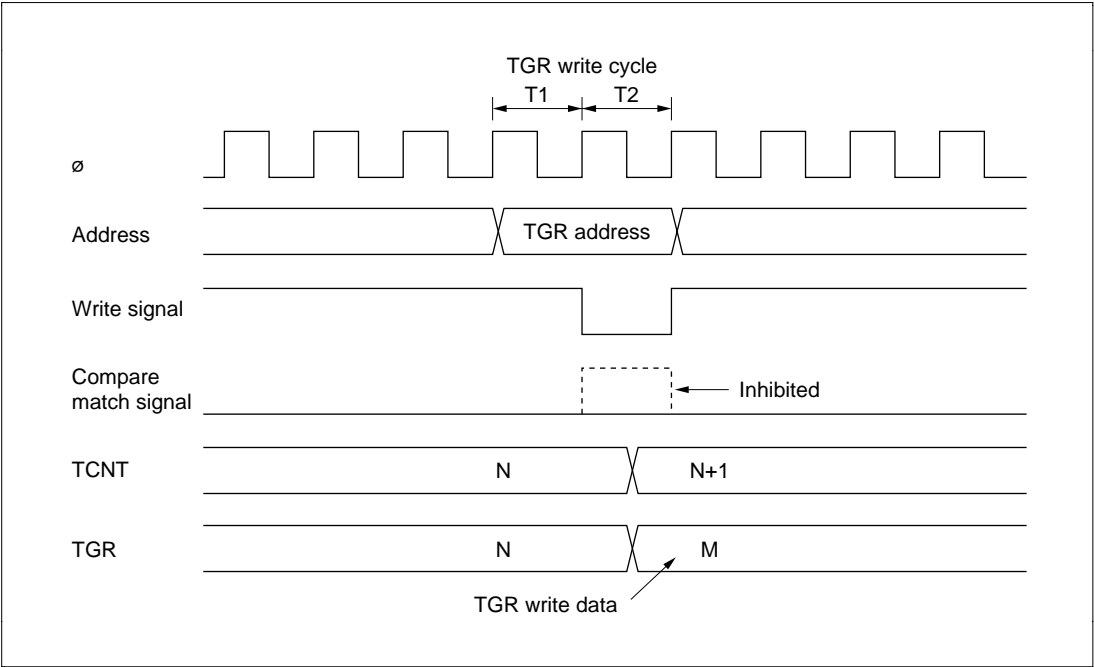 TGR write cycle
T1 T2
ø
Address TGR address
Write signal
Compare
match signal Inhibited
TCNT N N+1
TGR N M
TGR write data